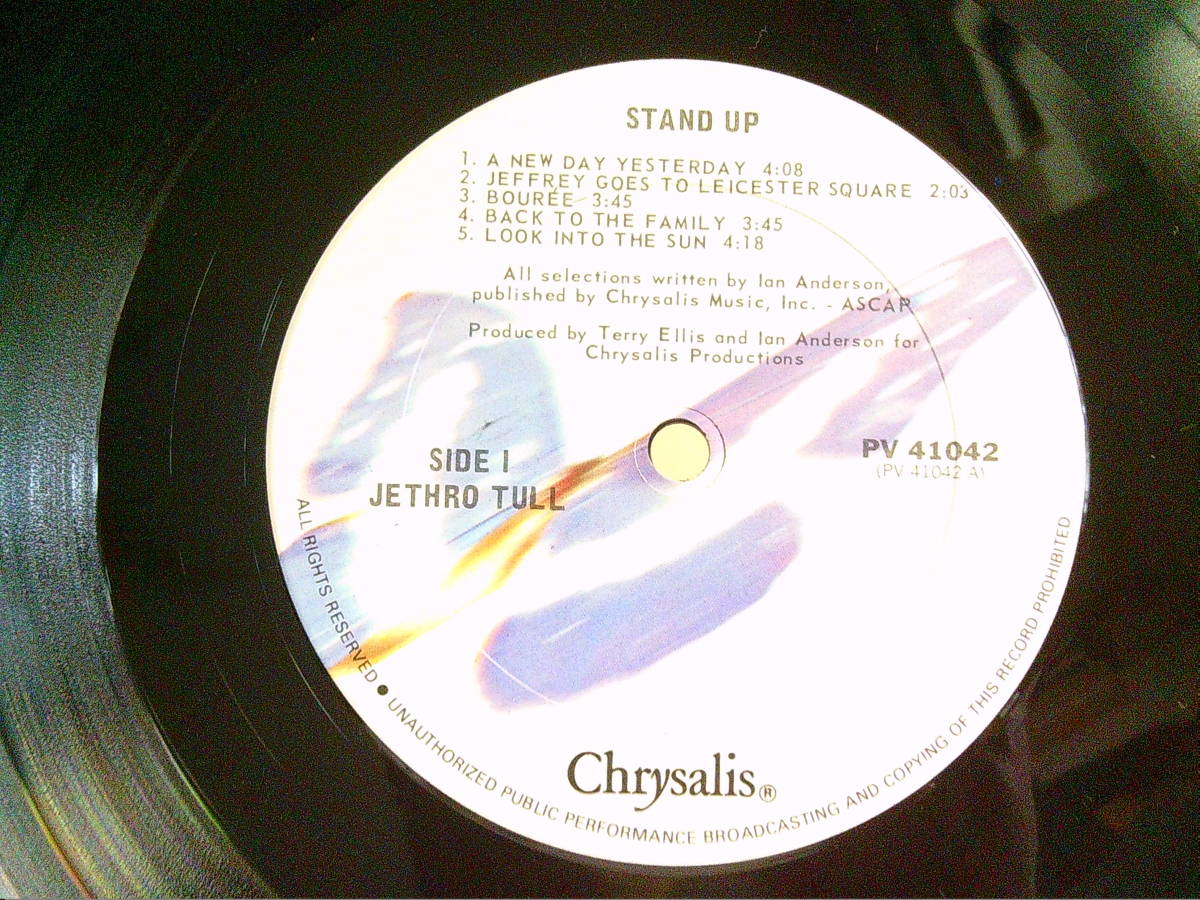 STAND UP
1. A NEW DAY YESTERDAY 4:08
2. JEFFREY GOES TO LEICESTER SQUARE 2:03
3. BOURÉE 3:45
4. BACK TO THE FAMILY 3:45
5. LOOK INTO THE SUN 4:18
All selections written by Ian Anderson,
published by Chrysalis Music, Inc. - ASCAP
Produced by Terry Ellis and Ian Anderson for
Chrysalis Productions
SIDE I
JETHRO TULL
PV 41042
(PV 41042 A)
Chrysalis®
ALL RIGHTS RESERVED ● UNAUTHORIZED PUBLIC PERFORMANCE BROADCASTING AND COPYING OF THIS RECORD PROHIBITED